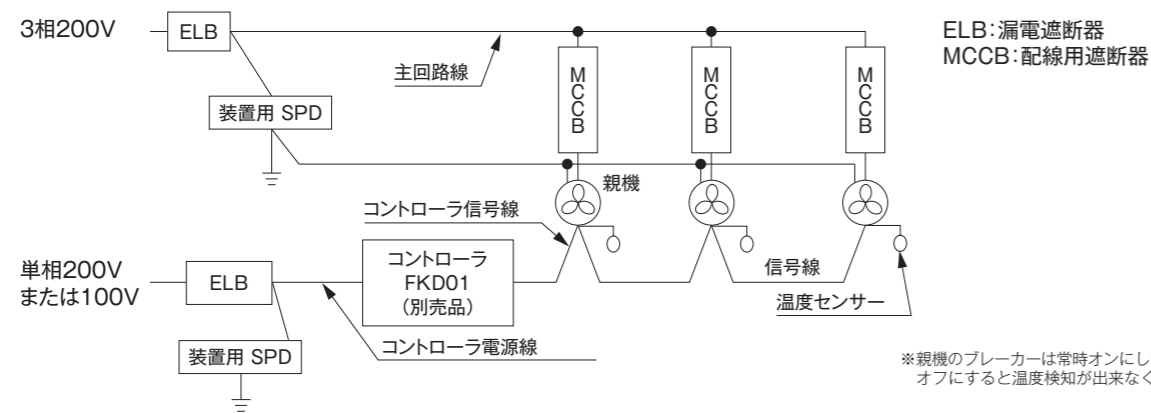 3相200V
ELB
主回路線
装置用 SPD
MCCB
MCCB
MCCB
ELB：漏電遮断器
MCCB：配線用遮断器
親機
コントローラ信号線
単相200V
または100V
ELB
コントローラ
FKD01
（別売品）
信号線
温度センサー
装置用 SPD
コントローラ電源線
※親機のブレーカーは常時オンにし
オフにすると温度検知が出来なく